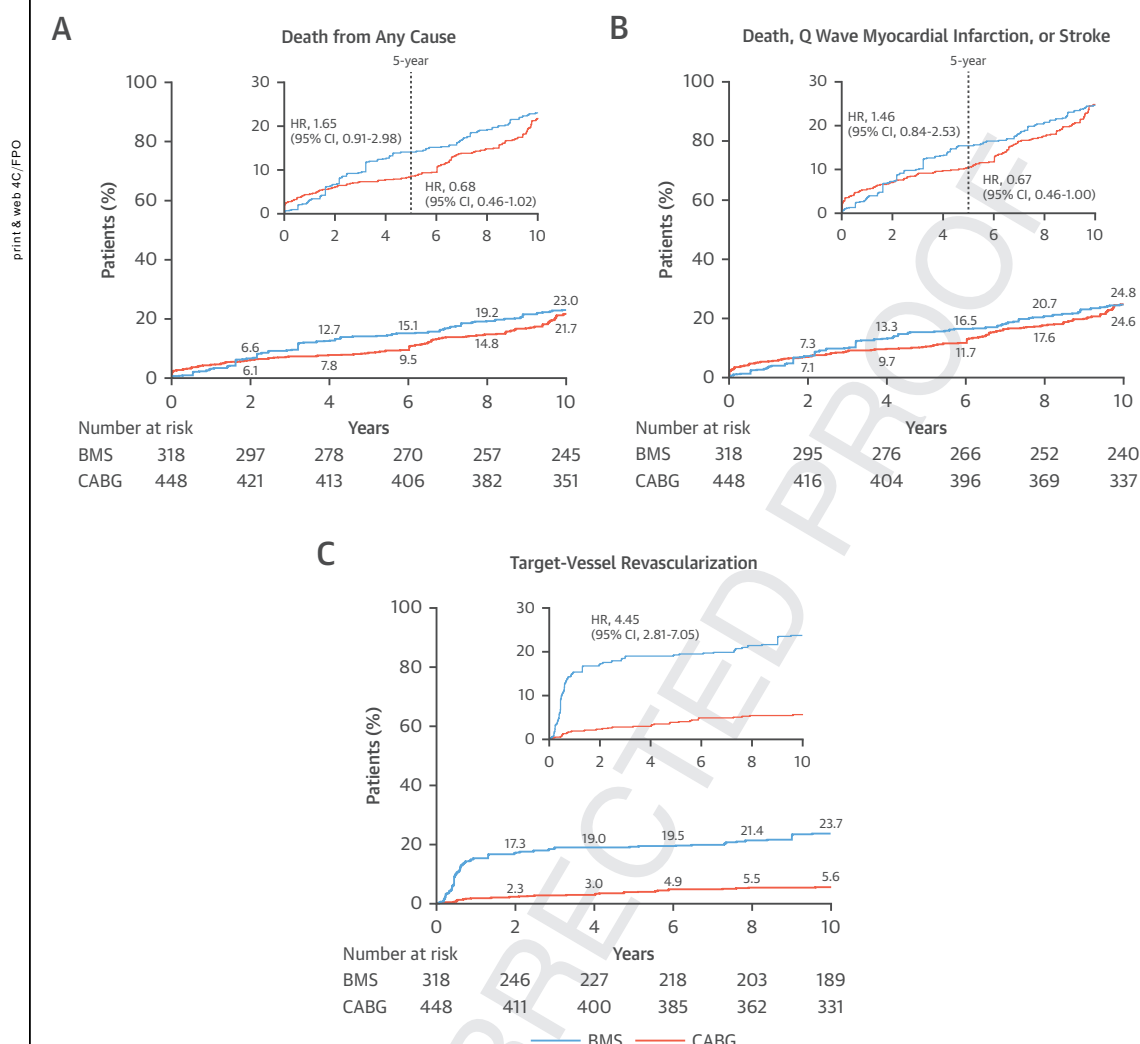 print & web 4C/FPO
A
Death from Any Cause
5-year
Patients (%)
100
80
60
40
20
0
30
20
10
0
HR, 1.65
(95% CI, 0.91-2.98)
HR, 0.68
(95% CI, 0.46-1.02)
0 2 4 6 8 10
6.6 12.7 15.1 19.2 23.0
6.1 7.8 9.5 14.8 21.7
0 2 4 6 8 10
Number at risk Years
BMS 318 297 278 270 257 245
CABG 448 421 413 406 382 351
B
Death, Q Wave Myocardial Infarction, or Stroke
5-year
Patients (%)
100
80
60
40
20
0
30
20
10
0
HR, 1.46
(95% CI, 0.84-2.53)
HR, 0.67
(95% CI, 0.46-1.00)
0 2 4 6 8 10
7.3 13.3 16.5 20.7 24.8
7.1 9.7 11.7 17.6 24.6
0 2 4 6 8 10
Number at risk Years
BMS 318 295 276 266 252 240
CABG 448 416 404 396 369 337
C
Target-Vessel Revascularization
Patients (%)
100
80
60
40
20
0
30
20
10
0
HR, 4.45
(95% CI, 2.81-7.05)
0 2 4 6 8 10
17.3 19.0 19.5 21.4 23.7
2.3 3.0 4.9 5.5 5.6
0 2 4 6 8 10
Number at risk Years
BMS 318 246 227 218 203 189
CABG 448 411 400 385 362 331
BMS CABG
RRECTED PROOF